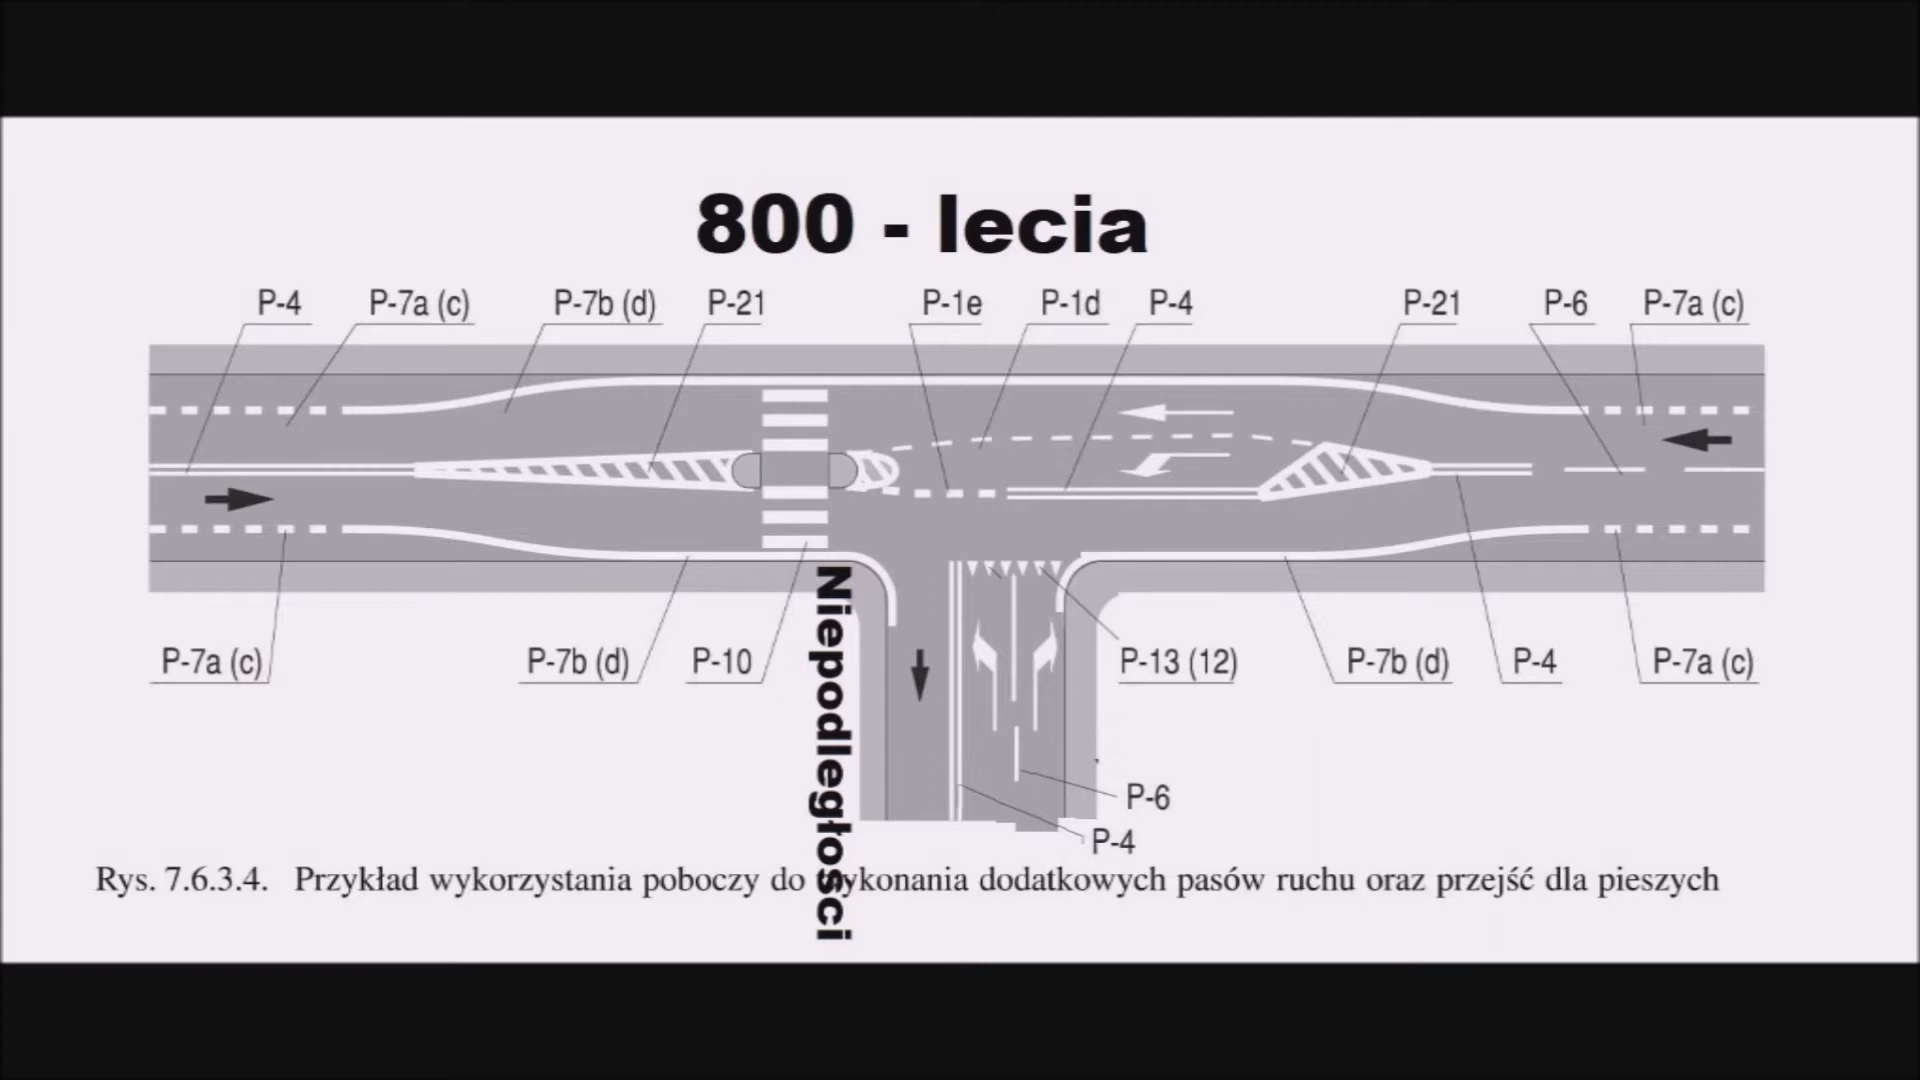 800 - lecia
P-4 P-7a (c) P-7b (d) P-21 P-1e P-1d P-4 P-21 P-6 P-7a (c)
P-7a (c) P-7b (d) P-10 P-13 (12) P-7b (d) P-4 P-7a (c)
Niepodległości
P-6
P-4
Rys. 7.6.3.4. Przykład wykorzystania poboczy do wykonania dodatkowych pasów ruchu oraz przejść dla pieszych